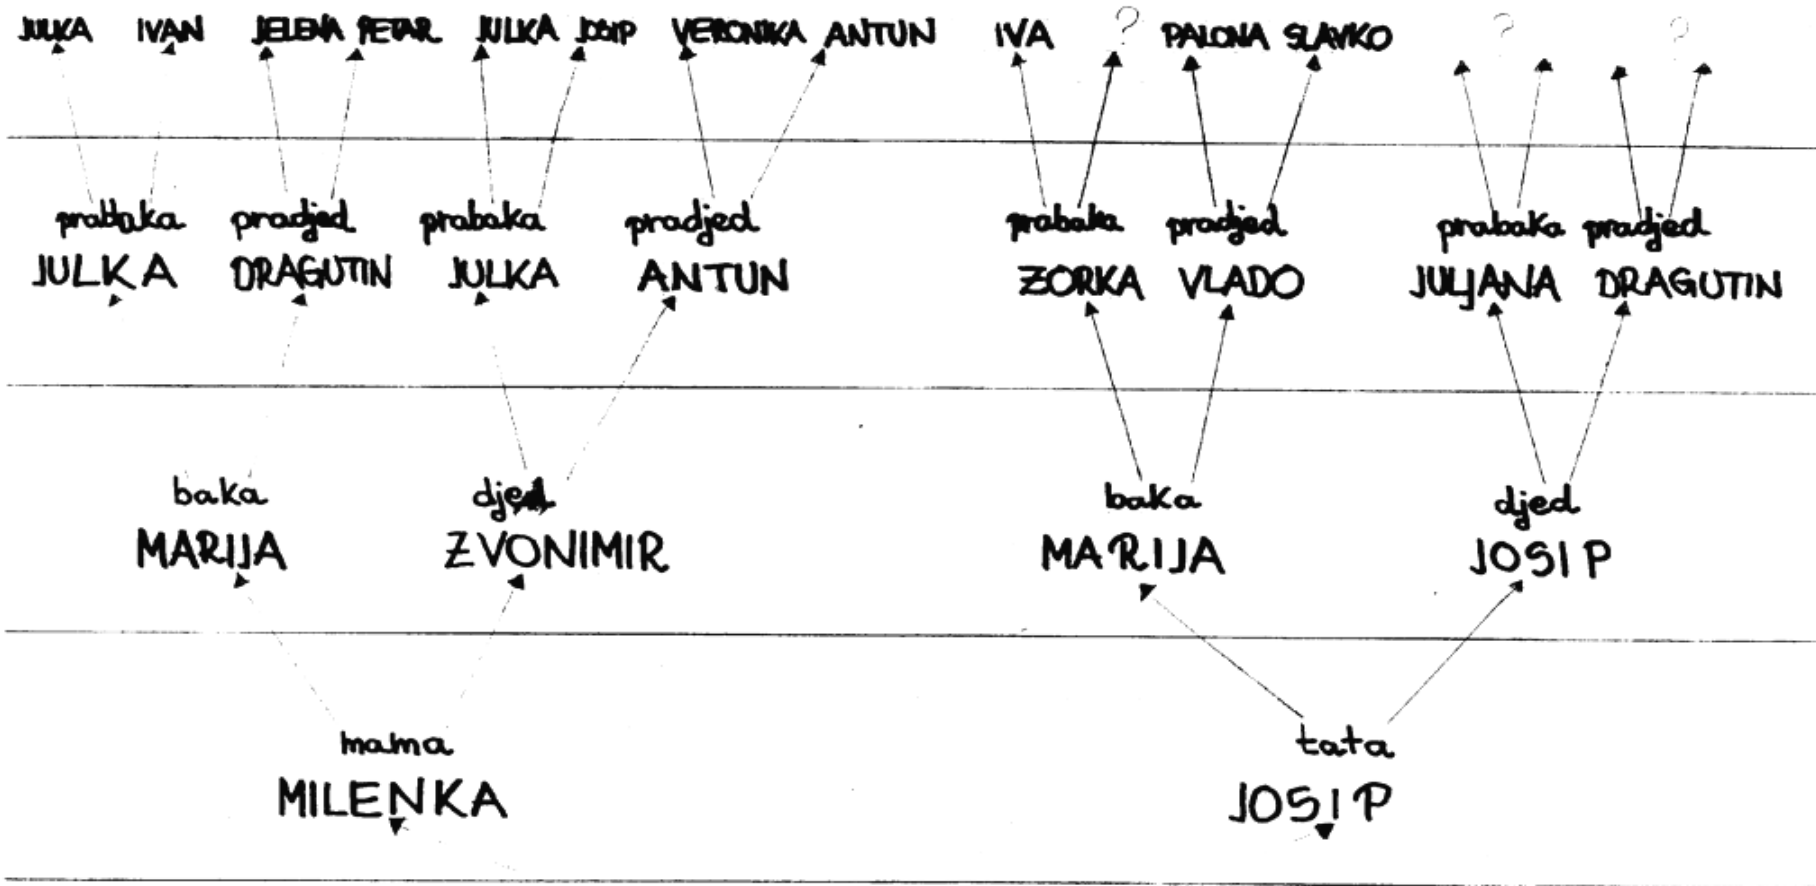 JULKA IVAN JELENA PETAR JULKA JOSIP VERONIKA ANTUN IVA ? PALONA SLAVKO ? ?
prabaka pradjed prabaka pradjed prabaka pradjed prabaka pradjed
JULKA DRAGUTIN JULKA ANTUN ZORKA VLADO JULJANA DRAGUTIN
baka djed baka djed
MARIJA ZVONIMIR MARIJA JOSIP
mama tata
MILENKA JOSIP